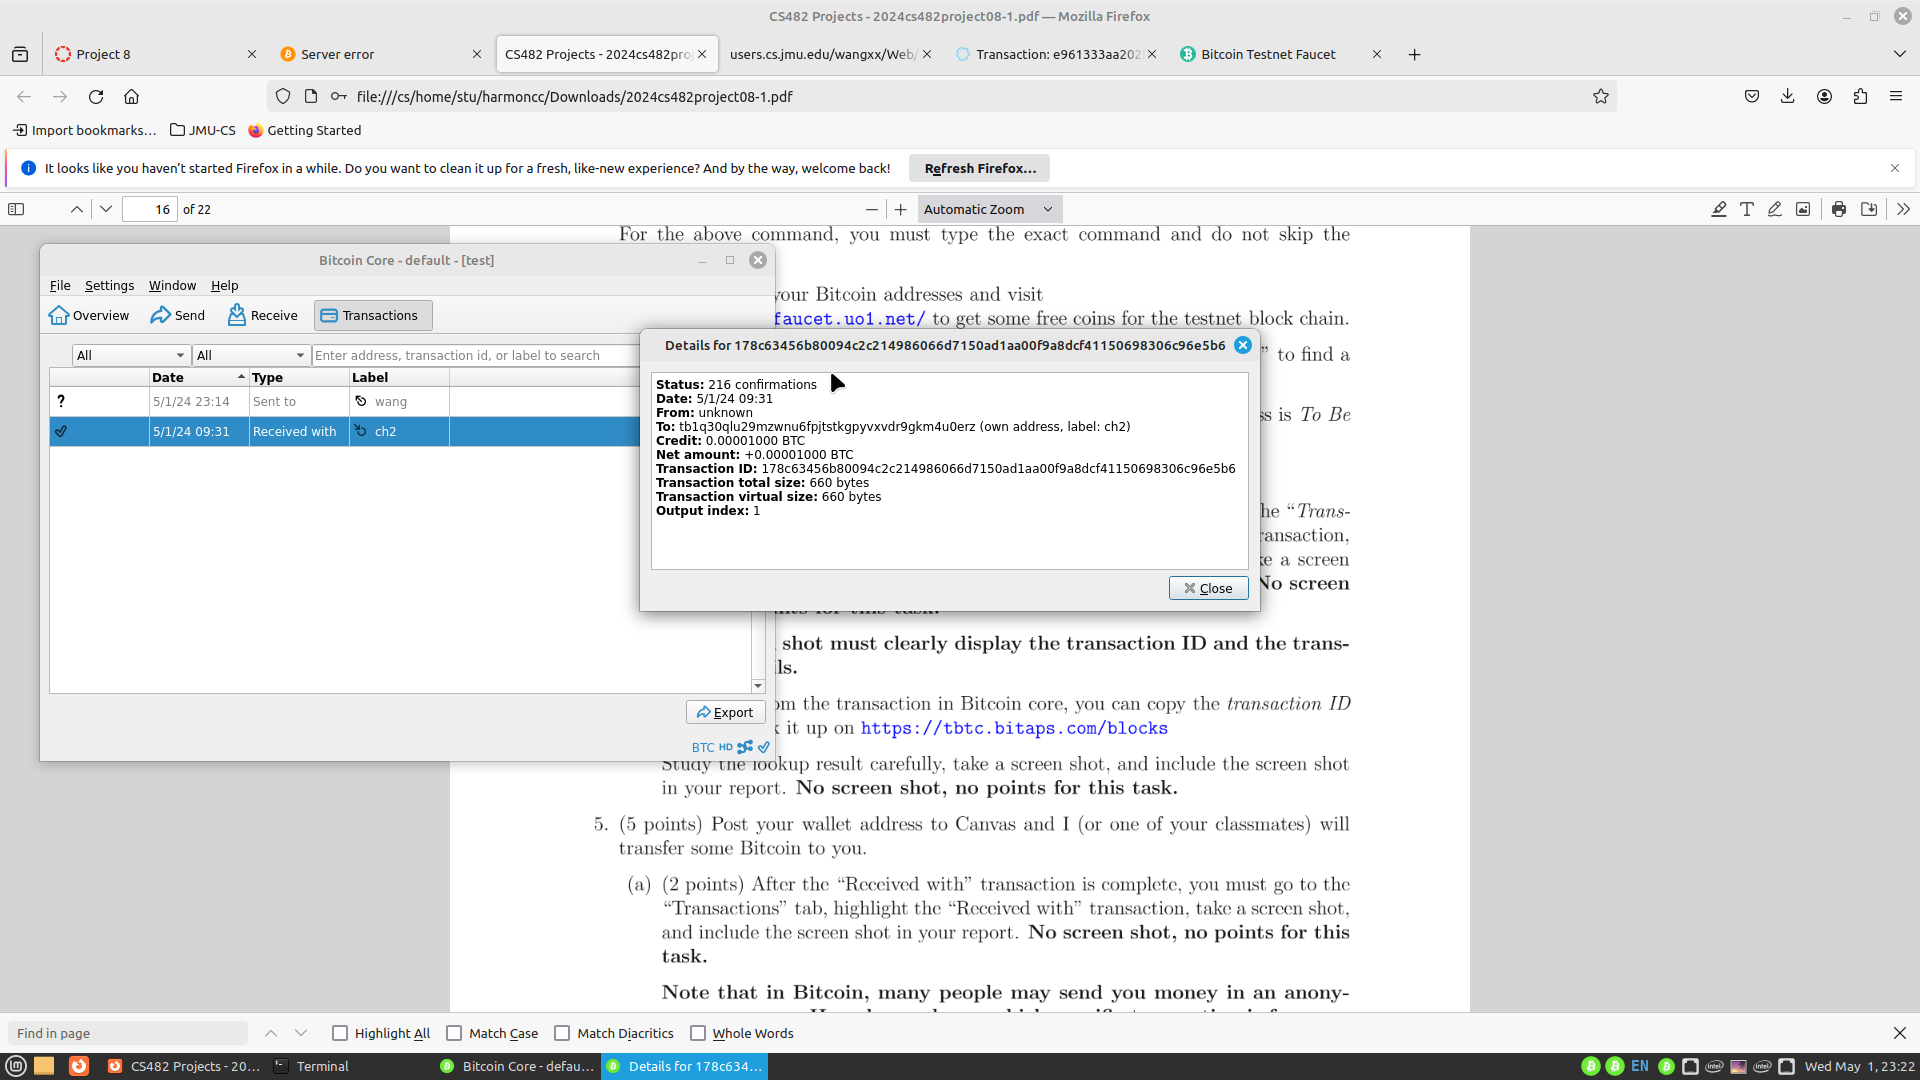 CS482 Projects - 2024cs482project08-1.pdf — Mozilla Firefox
Project 8
Server error
CS482 Projects - 2024cs482proj
users.cs.jmu.edu/wangxx/Web/
Transaction: e961333aa202
Bitcoin Testnet Faucet
file:///cs/home/stu/harmoncc/Downloads/2024cs482project08-1.pdf
Import bookmarks...
JMU-CS
Getting Started
It looks like you haven't started Firefox in a while. Do you want to clean it up for a fresh, like-new experience? And by the way, welcome back!
Refresh Firefox...
16 of 22
Automatic Zoom
For the above command, you must type the exact command and do not skip the
your Bitcoin addresses and visit
faucet.uo1.net/ to get some free coins for the testnet block chain.
” to find a
ss is To Be
he “Trans-
ransaction,
ke a screen
No screen
nts for this task.
shot must clearly display the transaction ID and the trans-
ls.
om the transaction in Bitcoin core, you can copy the transaction ID
k it up on https://tbtc.bitaps.com/blocks
Study the lookup result carefully, take a screen shot, and include the screen shot
in your report. No screen shot, no points for this task.
5. (5 points) Post your wallet address to Canvas and I (or one of your classmates) will
transfer some Bitcoin to you.
(a) (2 points) After the “Received with” transaction is complete, you must go to the
“Transactions” tab, highlight the “Received with” transaction, take a screen shot,
and include the screen shot in your report. No screen shot, no points for this
task.
Note that in Bitcoin, many people may send you money in an anony-
Bitcoin Core - default - [test]
File Settings Window Help
Overview Send Receive Transactions
All All Enter address, transaction id, or label to search
Date Type Label
? 5/1/24 23:14 Sent to wang
5/1/24 09:31 Received with ch2
Export
BTC HD
Details for 178c63456b80094c2c214986066d7150ad1aa00f9a8dcf41150698306c96e5b6
Status: 216 confirmations
Date: 5/1/24 09:31
From: unknown
To: tb1q30qlu29mzwnu6fpjtstkgpyvxvdr9gkm4u0erz (own address, label: ch2)
Credit: 0.00001000 BTC
Net amount: +0.00001000 BTC
Transaction ID: 178c63456b80094c2c214986066d7150ad1aa00f9a8dcf41150698306c96e5b6
Transaction total size: 660 bytes
Transaction virtual size: 660 bytes
Output index: 1
Close
Find in page
Highlight All
Match Case
Match Diacritics
Whole Words
CS482 Projects - 20...
Terminal
Bitcoin Core - defau...
Details for 178c634...
EN
intel
intel
Wed May 1, 23:22